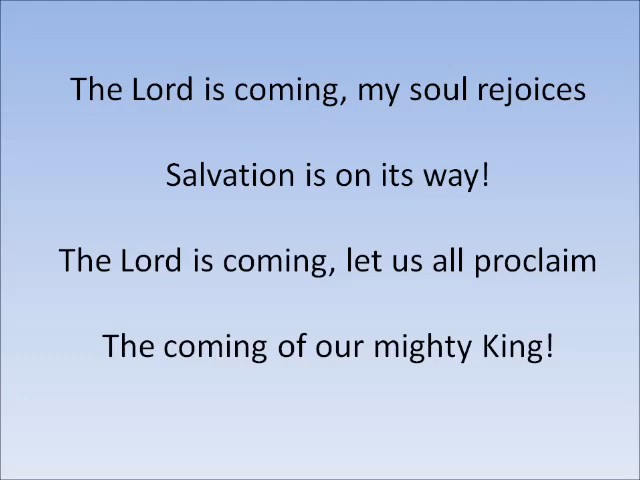 The Lord is coming, my soul rejoices
Salvation is on its way!
The Lord is coming, let us all proclaim
The coming of our mighty King!